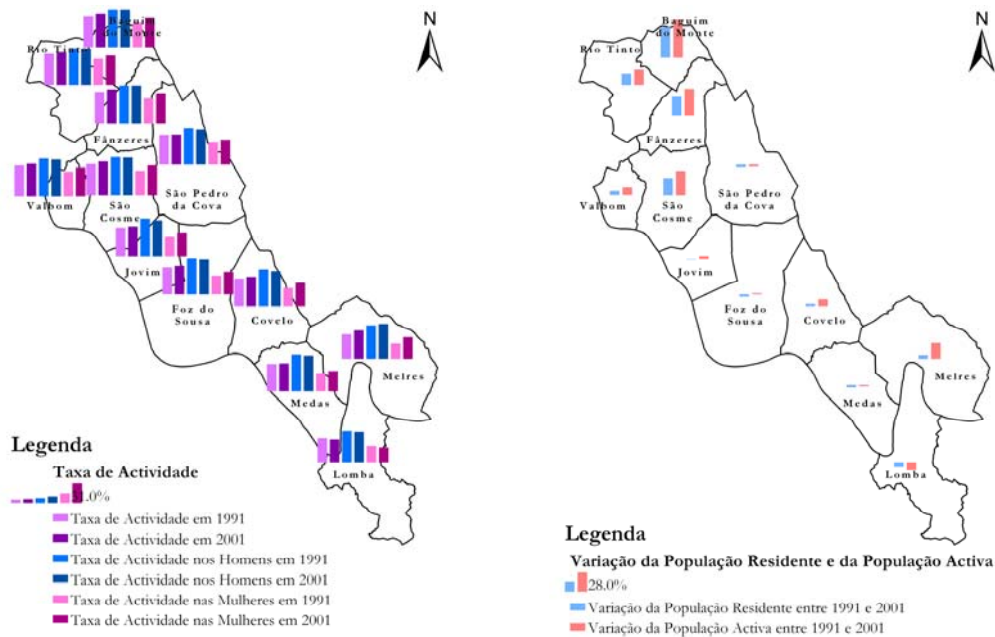 N
Baguim
do Monte
Rio Tinto
Fânzeres
São Pedro
da Cova
Valbom
São
Cosme
Jovim
Foz do
Sousa
Covelo
Melres
Medas
Lomba
Legenda
Taxa de Actividade
51.0%
Taxa de Actividade em 1991
Taxa de Actividade em 2001
Taxa de Actividade nos Homens em 1991
Taxa de Actividade nos Homens em 2001
Taxa de Actividade nas Mulheres em 1991
Taxa de Actividade nas Mulheres em 2001
N
Baguim
do Monte
Rio Tinto
Fânzeres
São Pedro
da Cova
Valbom
São
Cosme
Jovim
Foz do
Sousa
Covelo
Melres
Medas
Lomba
Legenda
Variação da População Residente e da População Activa
28.0%
Variação da População Residente entre 1991 e 2001
Variação da População Activa entre 1991 e 2001